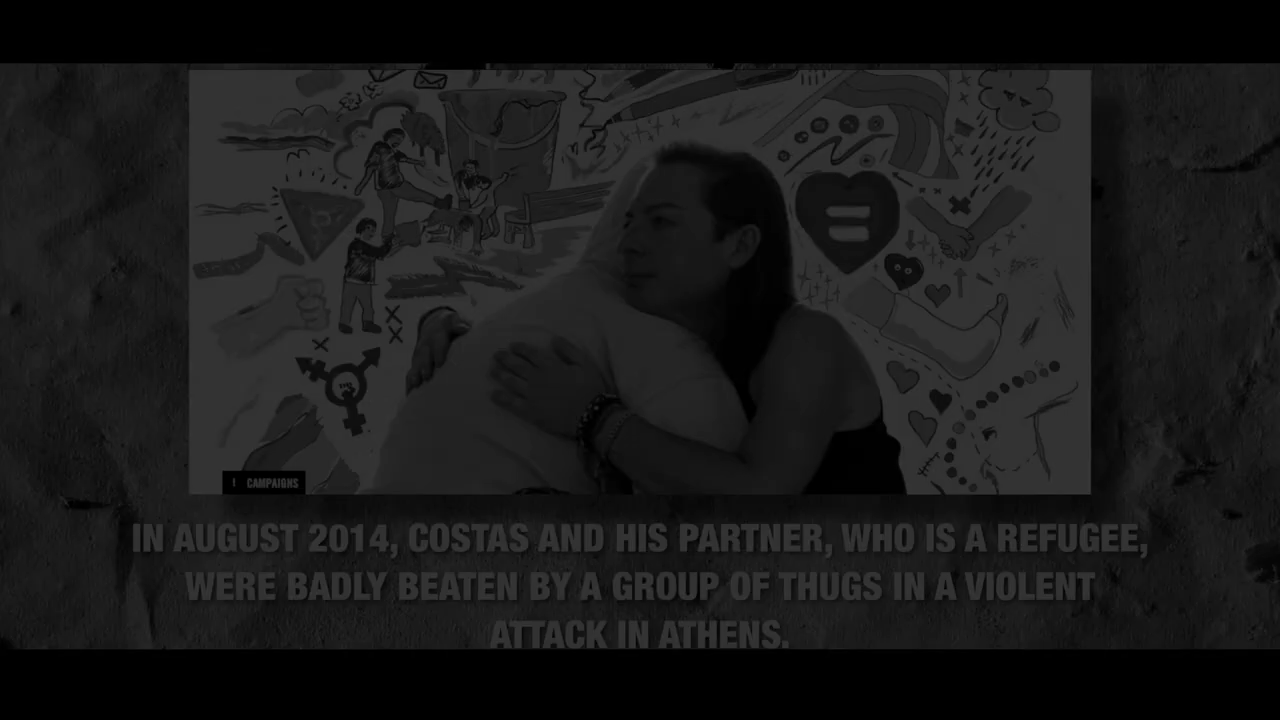 CAMPAIGNS
IN AUGUST 2014, COSTAS AND HIS PARTNER, WHO IS A REFUGEE,
WERE BADLY BEATEN BY A GROUP OF THUGS IN A VIOLENT
ATTACK IN ATHENS.